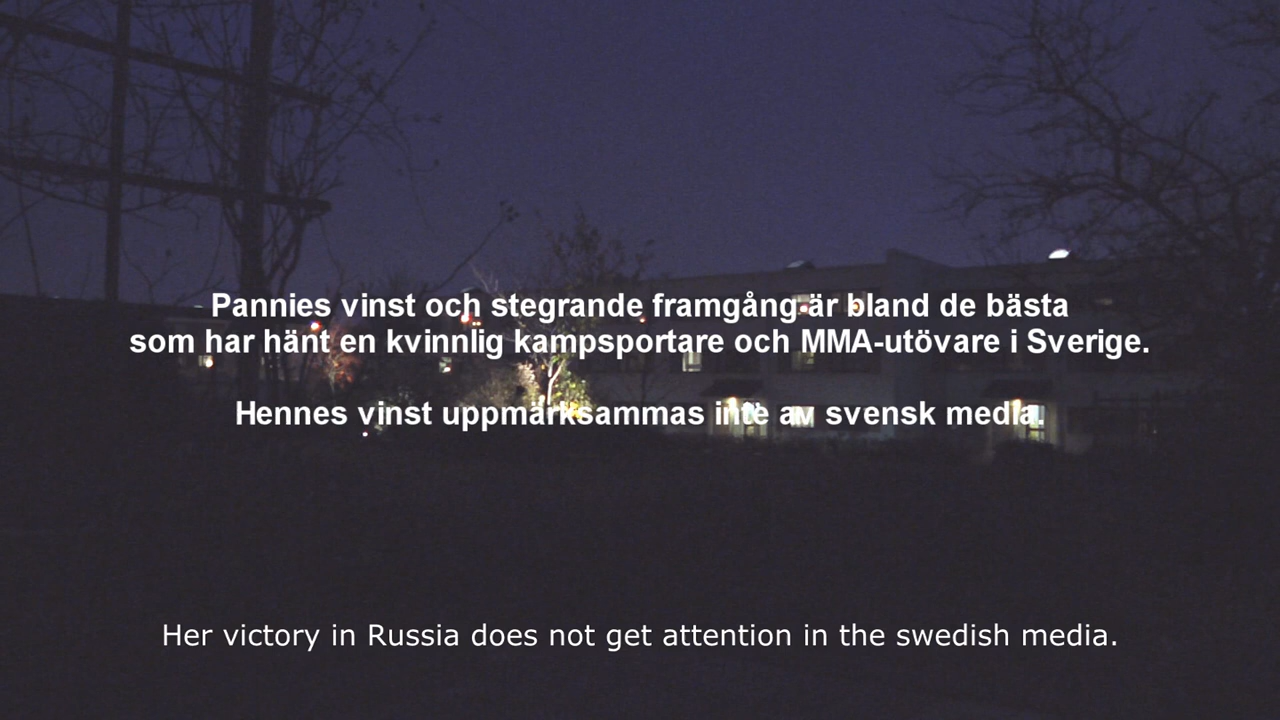 Pannies vinst och stegrande framgång är bland de bästa
som har hänt en kvinnlig kampsportare och MMA-utövare i Sverige.
Hennes vinst uppmärksammas inte av svensk media.
Her victory in Russia does not get attention in the swedish media.